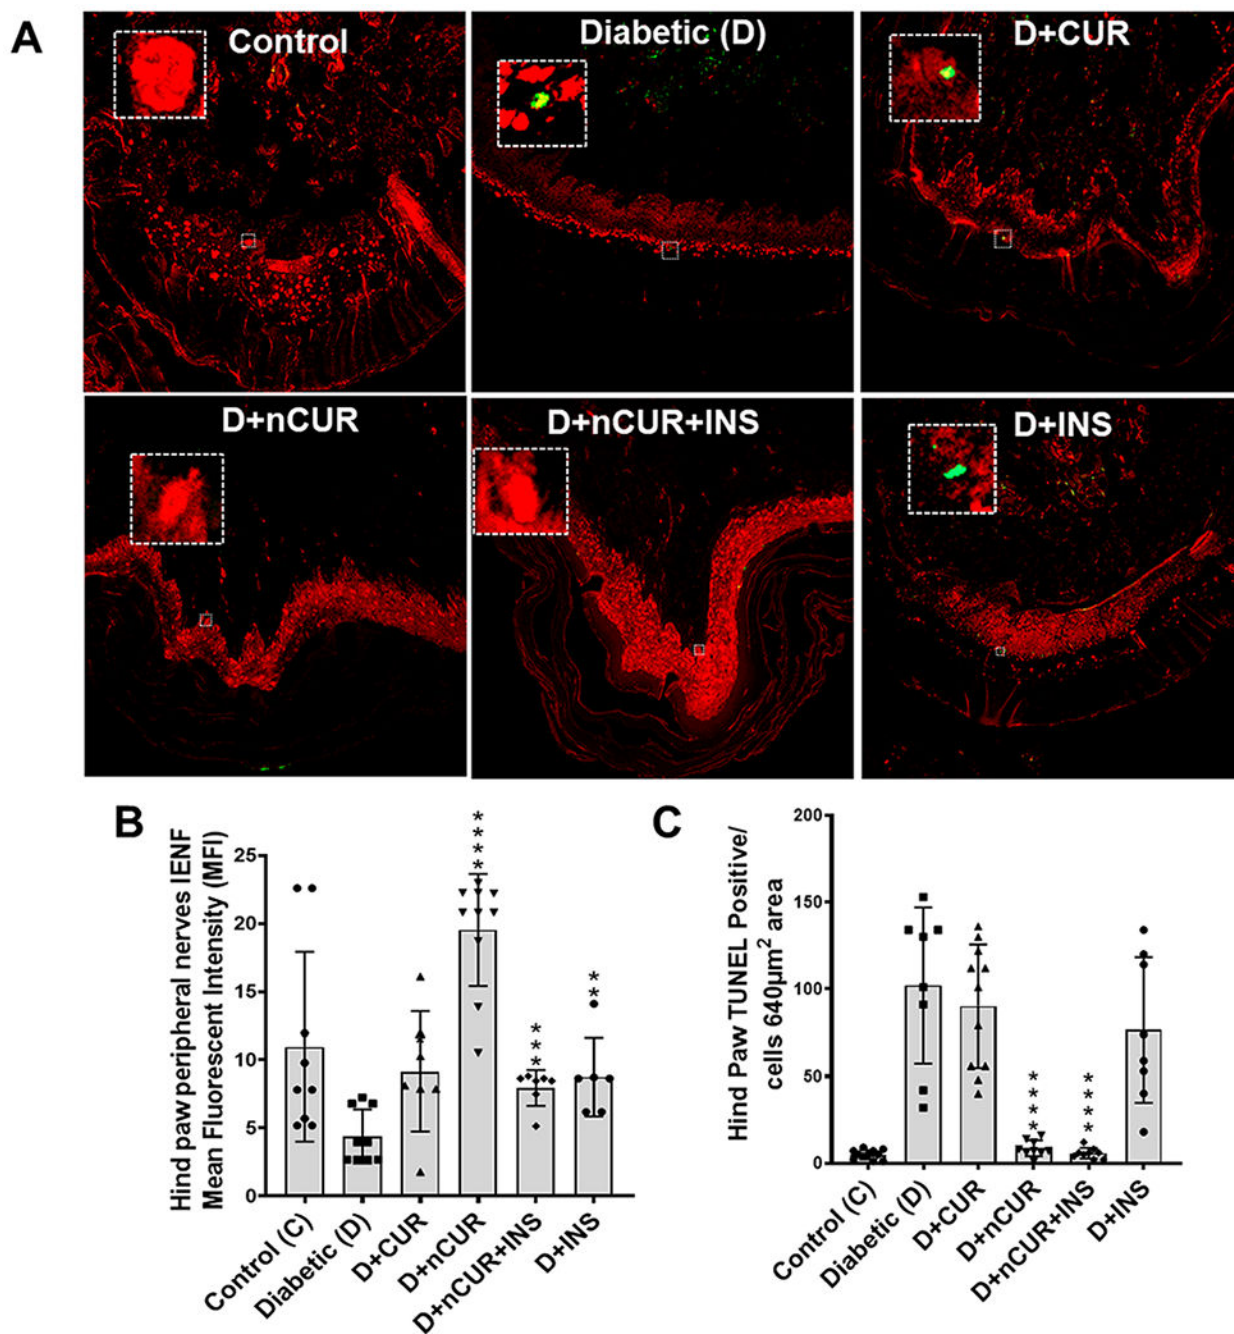 A
Control
Diabetic (D)
D+CUR
D+nCUR
D+nCUR+INS
D+INS
B
Hind paw peripheral nerves IENF
Mean Fluorescent Intensity (MFI)
25
20
15
10
5
0
****
***
**
Control (C)
Diabetic (D)
D+CUR
D+nCUR
D+nCUR+INS
D+INS
C
Hind Paw TUNEL Positive/
cells 640µm² area
200
150
100
50
0
****
****
Control (C)
Diabetic (D)
D+CUR
D+nCUR
D+nCUR+INS
D+INS